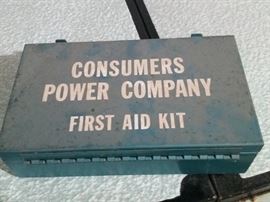 CONSUMERS
POWER COMPANY
FIRST AID KIT